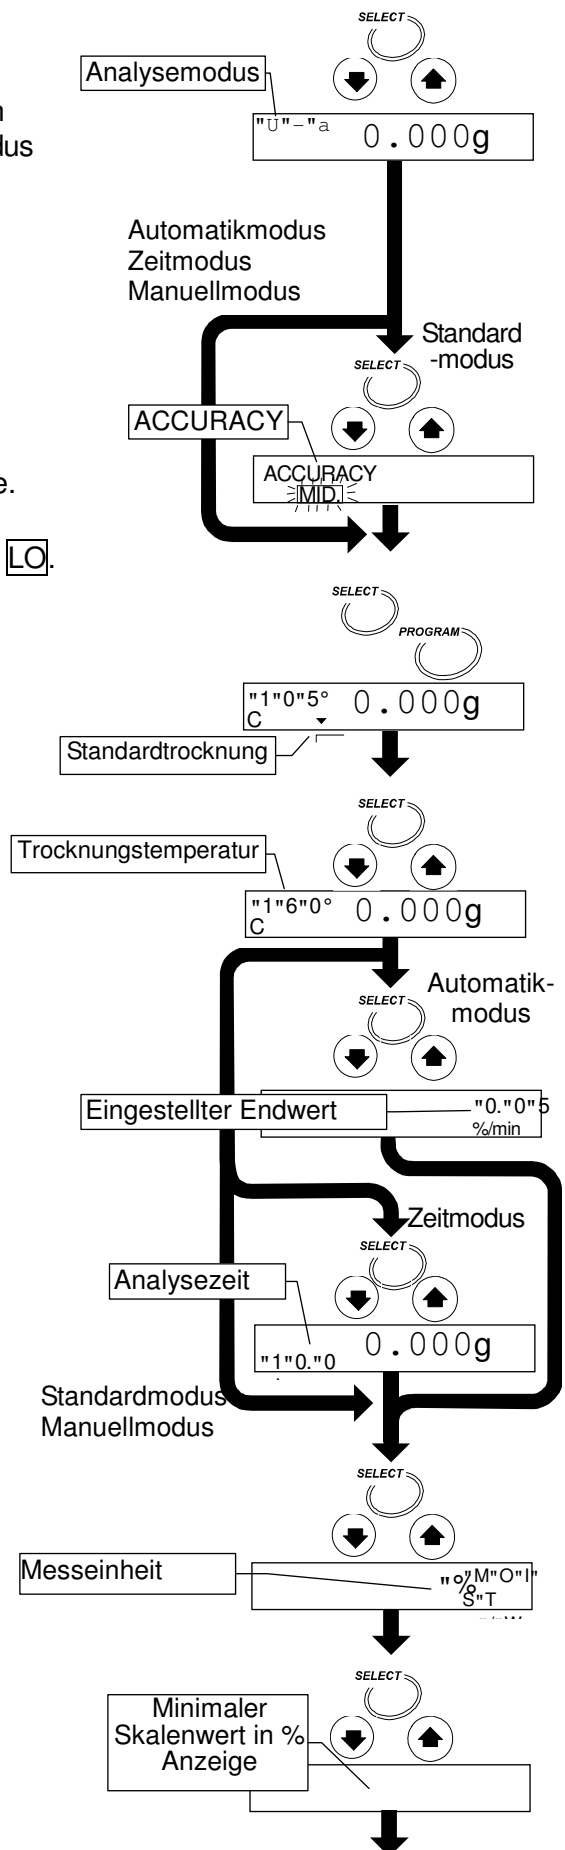 SELECT
Analysemodus
n
dus
"U"-"a 0.000g
Automatikmodus
Zeitmodus
Manuellmodus
Standard
-modus
SELECT
ACCURACY
ACCURACY
MID.
e.
LO.
SELECT
PROGRAM
"1"0"5°
C
0.000g
Standardtrocknung
SELECT
Trocknungstemperatur
"1"6"0°
C
0.000g
Automatik-
modus
SELECT
Eingestellter Endwert
"0."0"5
%/min
Zeitmodus
SELECT
Analysezeit
0.000g
"1"0."0
Standardmodus
Manuellmodus
SELECT
Messeinheit
"%"M"O"I"
S"T
SELECT
Minimaler
Skalenwert in %
Anzeige